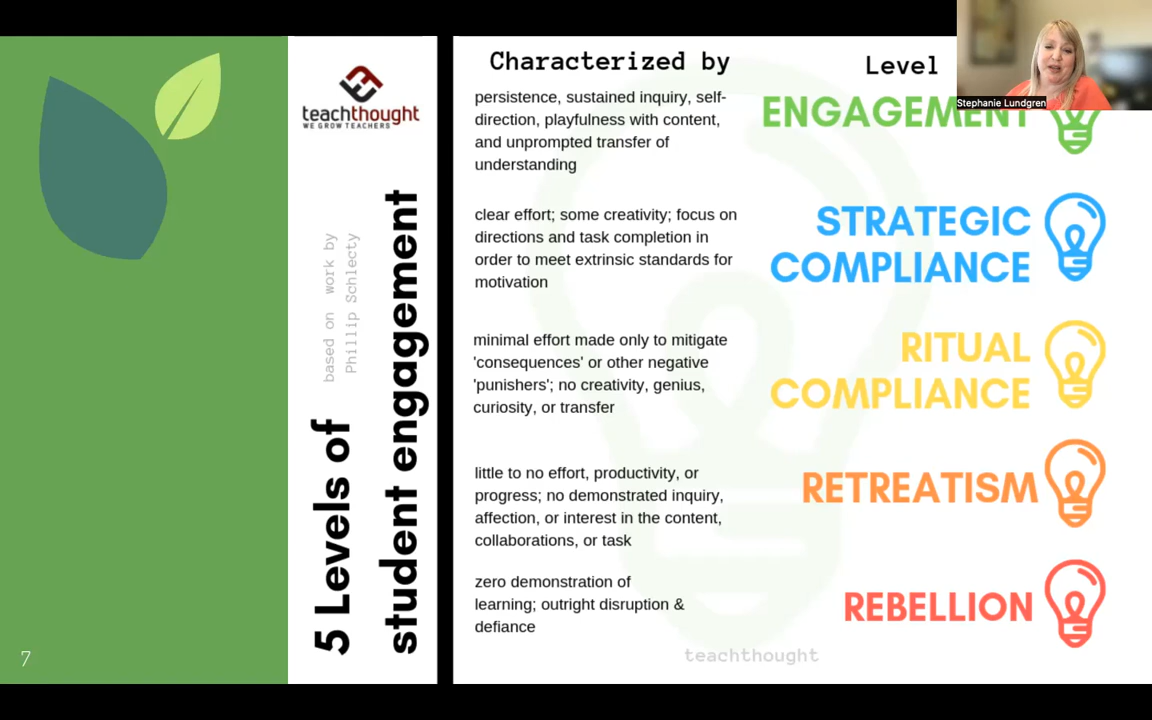 teachthought
WE GROW TEACHERS
5 Levels of
student engagement
based on work by
Phillip Schlecty
Characterized by
Level
persistence, sustained inquiry, self-
direction, playfulness with content,
and unprompted transfer of
understanding
ENGAGEMENT
clear effort; some creativity; focus on
directions and task completion in
order to meet extrinsic standards for
motivation
STRATEGIC
COMPLIANCE
minimal effort made only to mitigate
'consequences' or other negative
'punishers'; no creativity, genius,
curiosity, or transfer
RITUAL
COMPLIANCE
little to no effort, productivity, or
progress; no demonstrated inquiry,
affection, or interest in the content,
collaborations, or task
RETREATISM
zero demonstration of
learning; outright disruption &
defiance
REBELLION
teachthought
7
Stephanie Lundgren